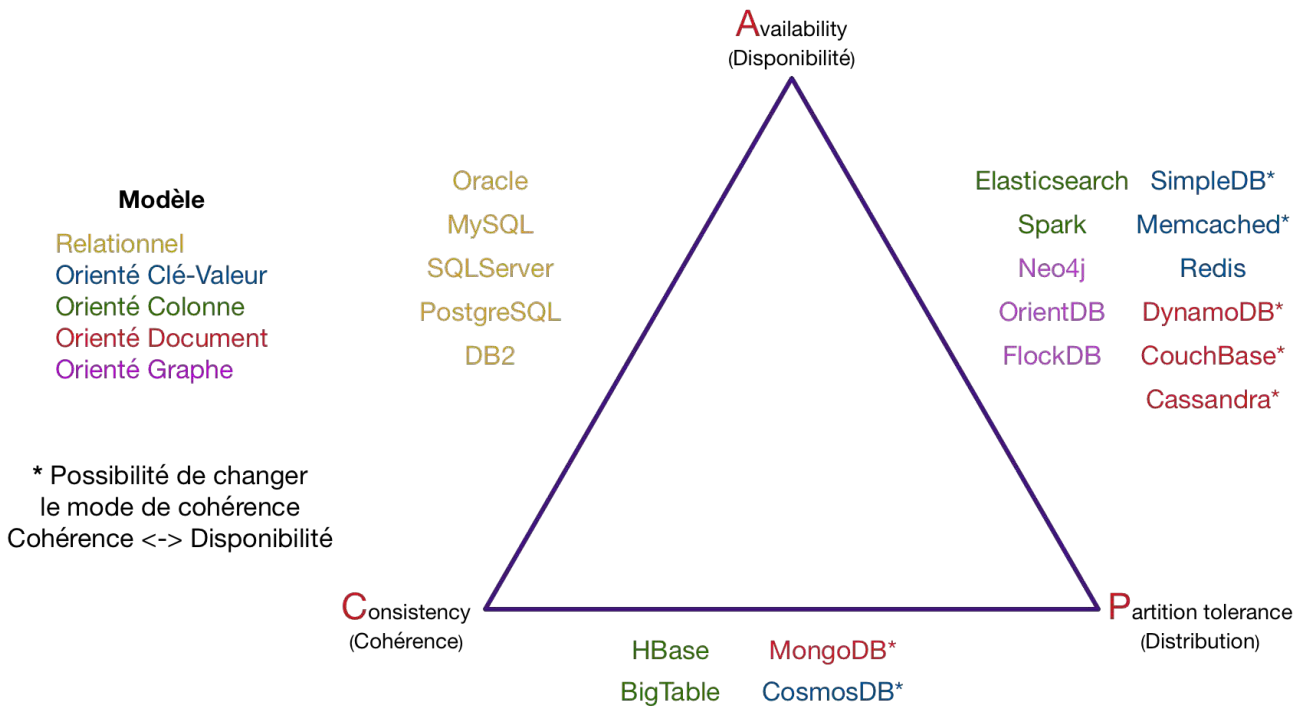 Availability
(Disponibilité)
Modèle
Relationnel
Orienté Clé-Valeur
Orienté Colonne
Orienté Document
Orienté Graphe
* Possibilité de changer
le mode de cohérence
Cohérence <-> Disponibilité
Oracle
MySQL
SQLServer
PostgreSQL
DB2
Elasticsearch SimpleDB*
Spark Memcached*
Neo4j Redis
OrientDB DynamoDB*
FlockDB CouchBase*
Cassandra*
Consistency
(Cohérence)
Partition tolerance
(Distribution)
HBase MongoDB*
BigTable CosmosDB*